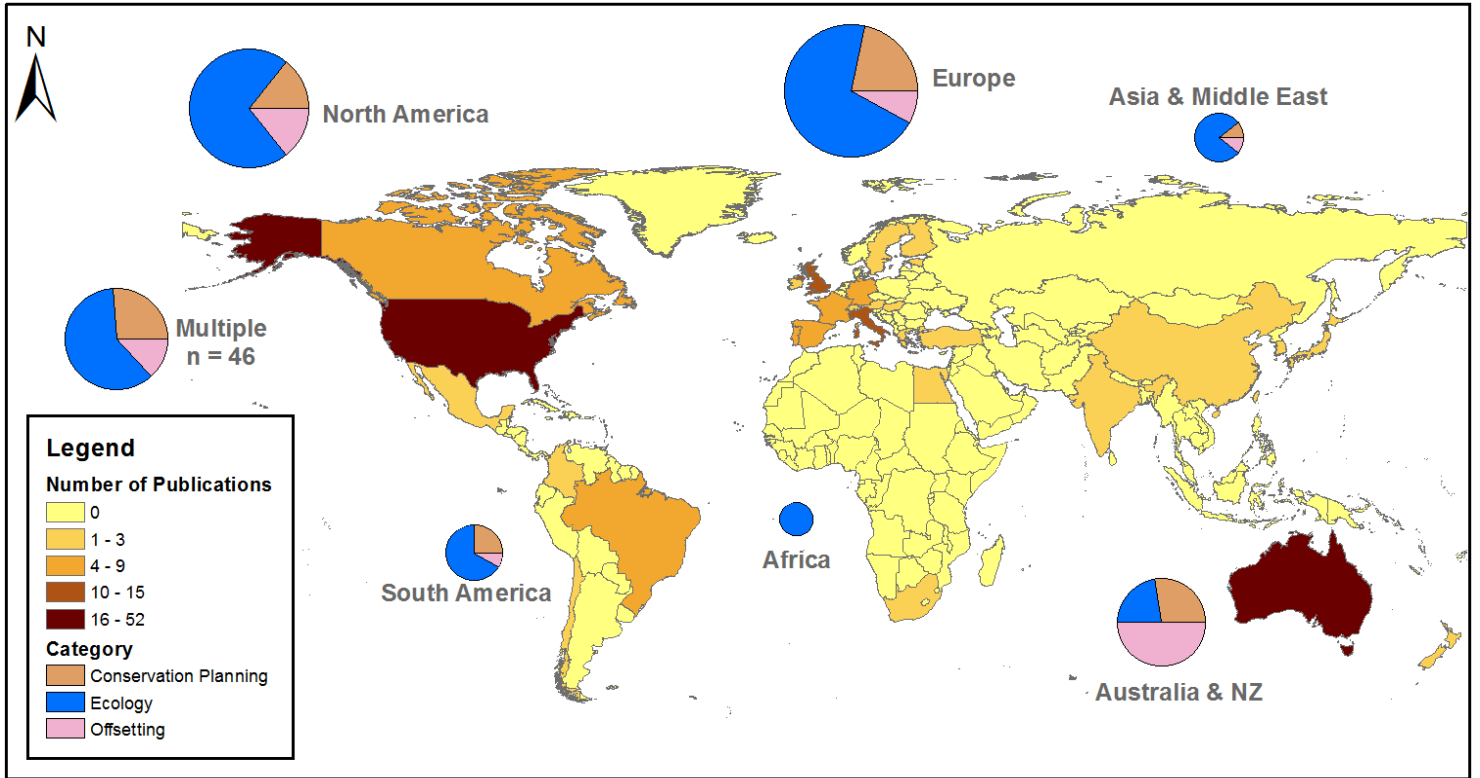 N
North America
Europe
Asia & Middle East
Multiple
n = 46
Legend
Number of Publications
0
1 - 3
4 - 9
10 - 15
16 - 52
Category
Conservation Planning
Ecology
Offsetting
South America
Africa
Australia & NZ